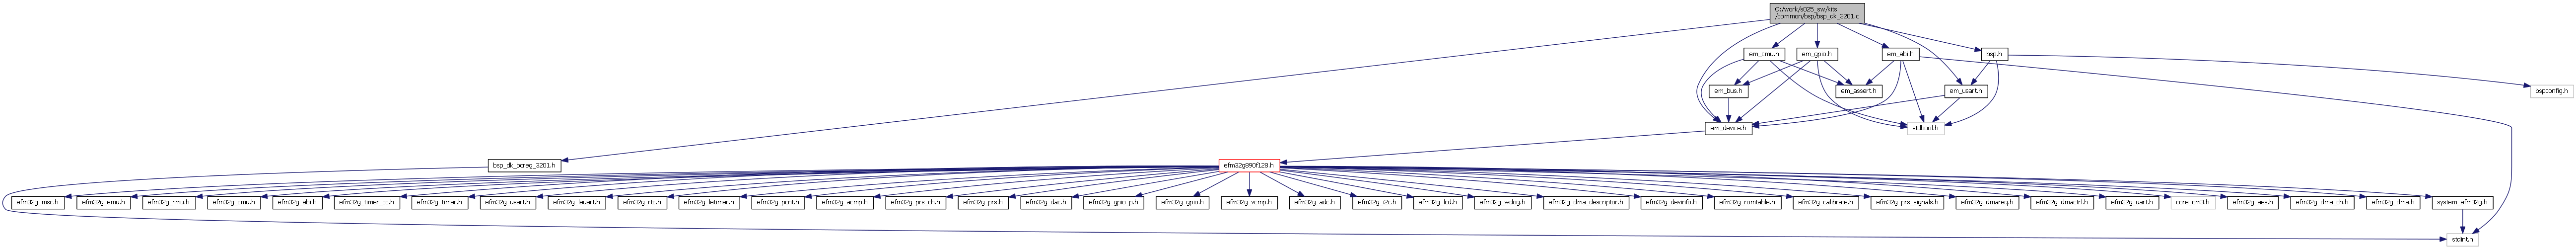 C:/work/s025_sw/kits
/common/bsp/bsp_dk_3201.c
em_cmu.h
em_gpio.h
em_ebi.h
bsp.h
em_bus.h
em_assert.h
em_usart.h
bspconfig.h
em_device.h
stdbool.h
bsp_dk_bcreg_3201.h
efm32g890f128.h
efm32g_msc.h
efm32g_emu.h
efm32g_rmu.h
efm32g_cmu.h
efm32g_ebi.h
efm32g_timer_cc.h
efm32g_timer.h
efm32g_usart.h
efm32g_leuart.h
efm32g_rtc.h
efm32g_letimer.h
efm32g_pcnt.h
efm32g_acmp.h
efm32g_prs_ch.h
efm32g_prs.h
efm32g_dac.h
efm32g_gpio_p.h
efm32g_gpio.h
efm32g_vcmp.h
efm32g_adc.h
efm32g_i2c.h
efm32g_lcd.h
efm32g_wdog.h
efm32g_dma_descriptor.h
efm32g_devinfo.h
efm32g_romtable.h
efm32g_calibrate.h
efm32g_prs_signals.h
efm32g_dmareq.h
efm32g_dmactrl.h
efm32g_uart.h
core_cm3.h
efm32g_aes.h
efm32g_dma_ch.h
efm32g_dma.h
system_efm32g.h
stdint.h